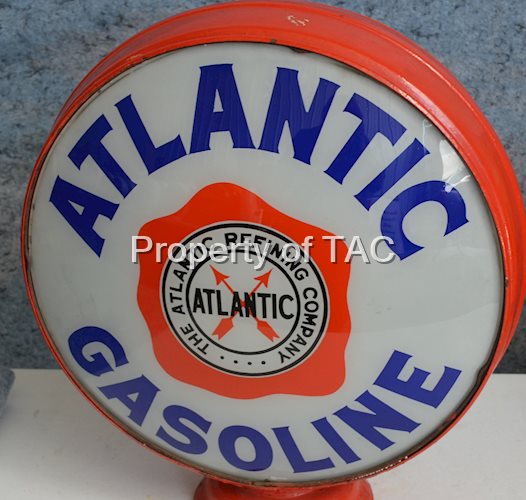 ATLANTIC
THE ATLANTIC REFINING COMPANY
ATLANTIC
GASOLINE
Property of TAC